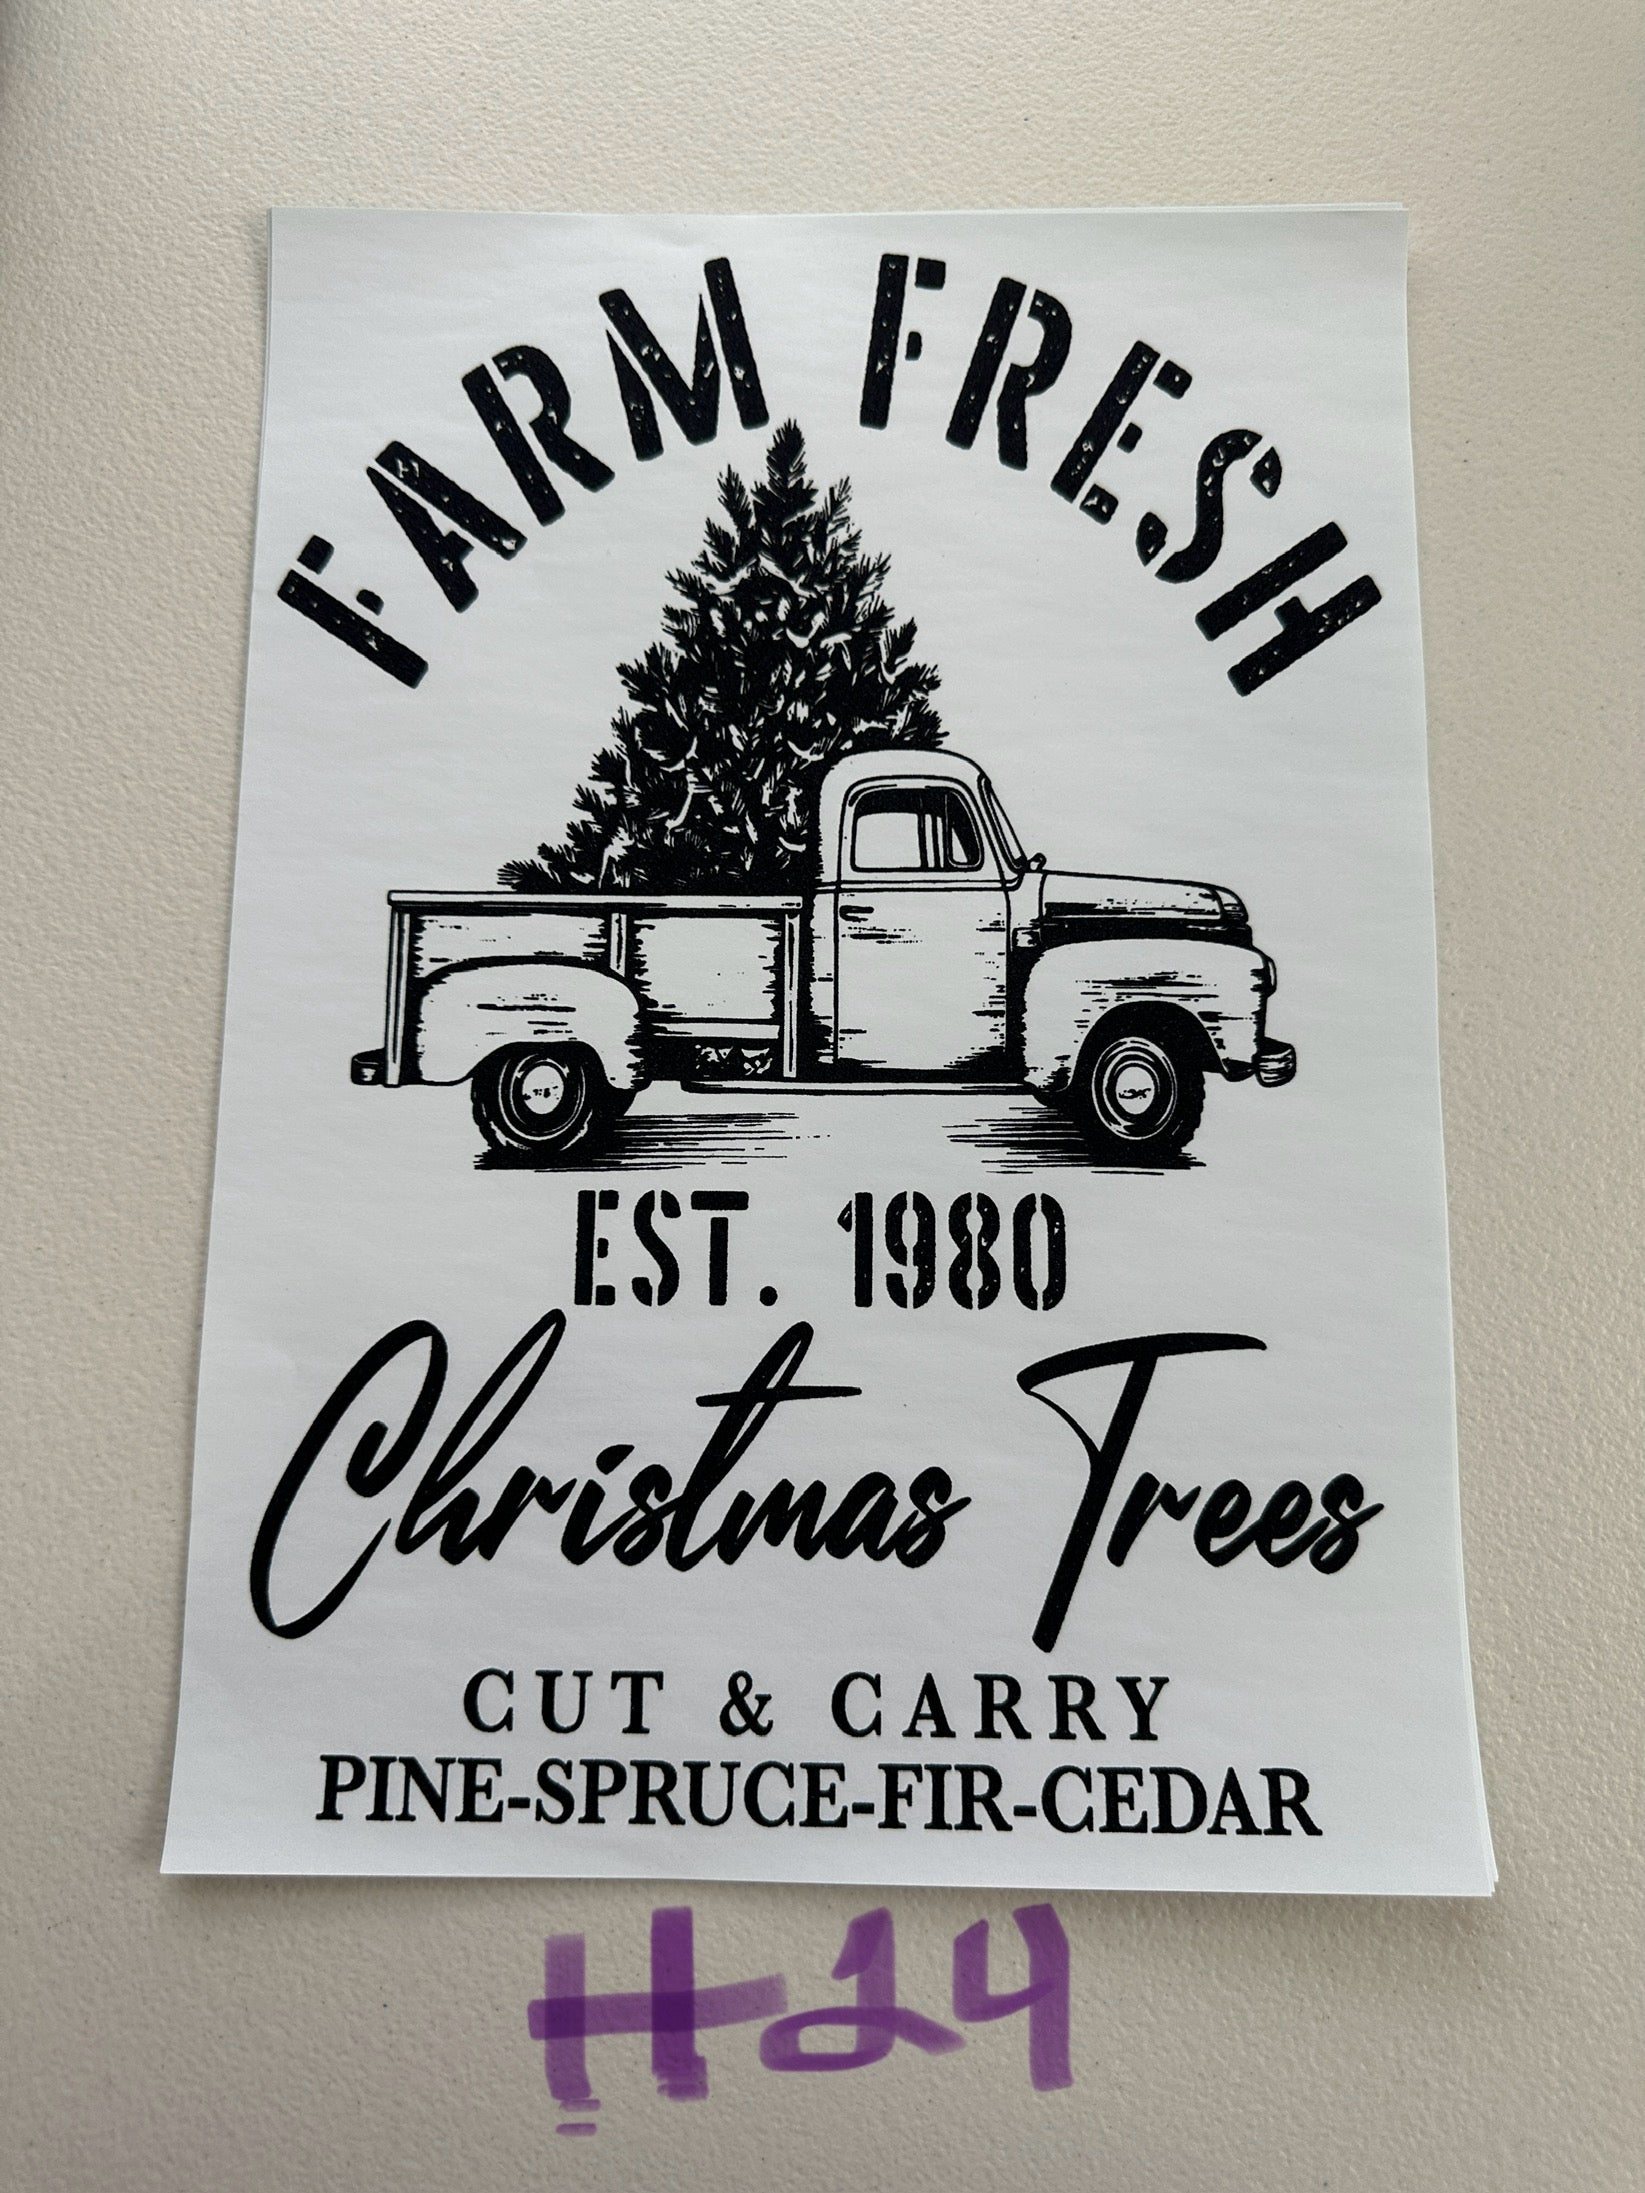 FARM FRESH
EST. 1980
Christmas Trees
CUT & CARRY
PINE-SPRUCE-FIR-CEDAR
H24